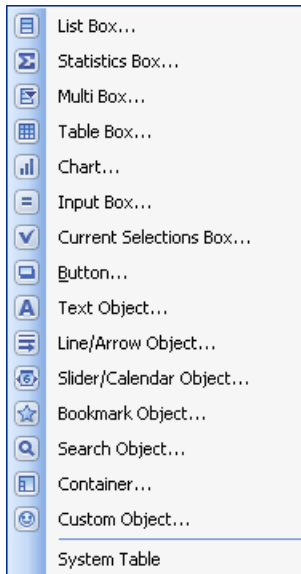 List Box...
Statistics Box...
Multi Box...
Table Box...
Chart...
Input Box...
Current Selections Box...
Button...
Text Object...
Line/Arrow Object...
Slider/Calendar Object...
Bookmark Object...
Search Object...
Container...
Custom Object...
System Table